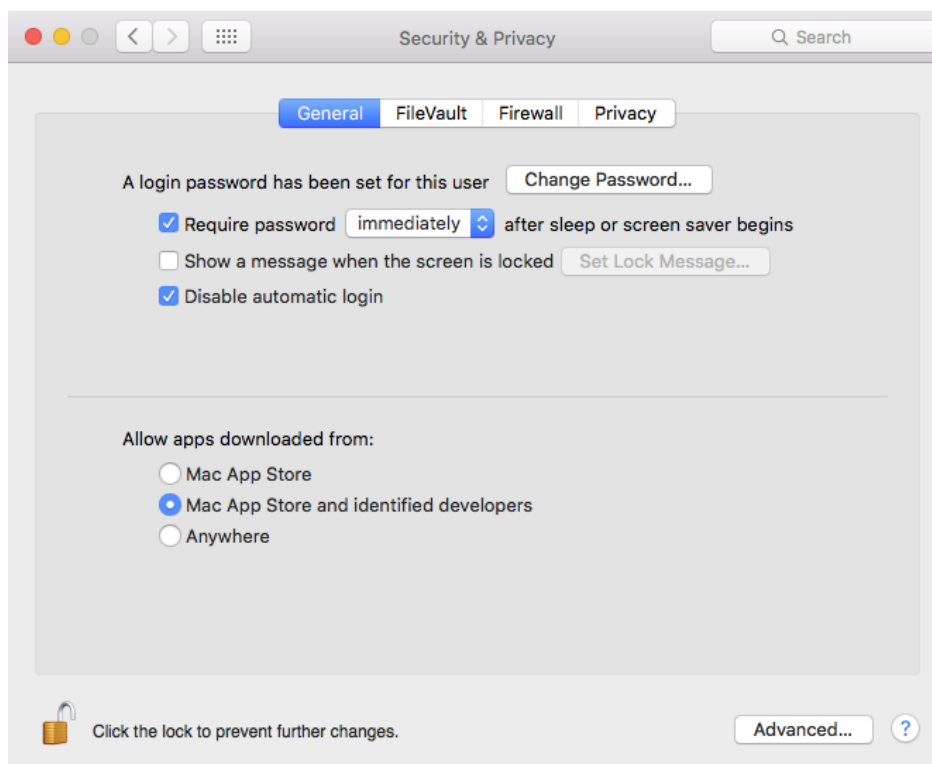 Security & Privacy
Search
General FileVault Firewall Privacy
A login password has been set for this user Change Password...
Require password immediately after sleep or screen saver begins
Show a message when the screen is locked Set Lock Message...
Disable automatic login
Allow apps downloaded from:
Mac App Store
Mac App Store and identified developers
Anywhere
Click the lock to prevent further changes. Advanced... ?